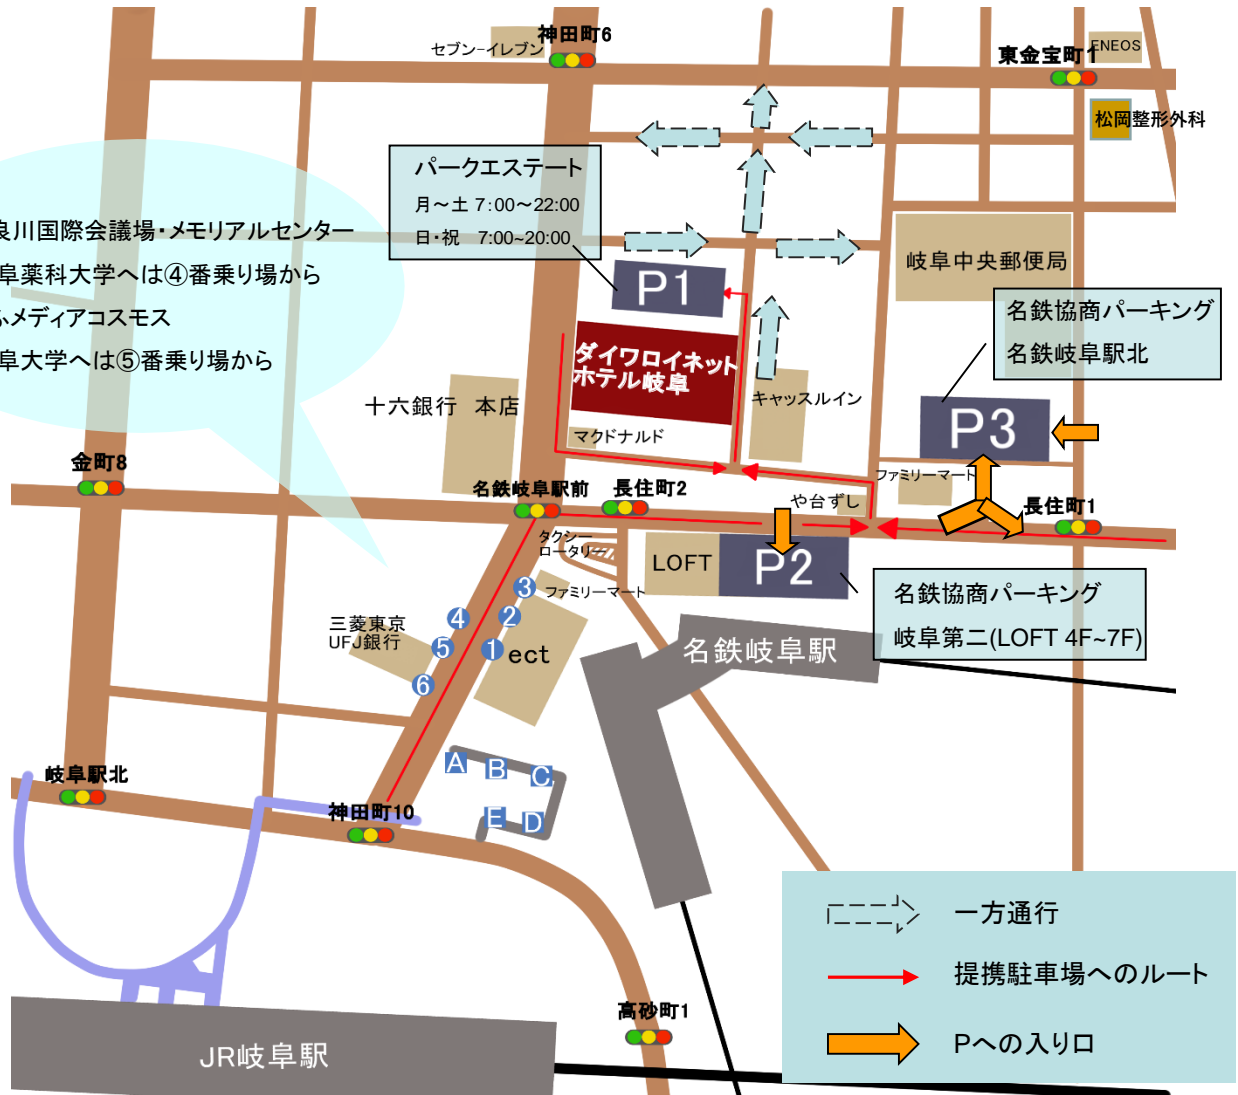 神田町6
セブン-イレブン
東金宝町1
ENEOS
松岡整形外科
パークエステート
月～土 7:00～22:00
日・祝 7:00~20:00
良川国際会議場・メモリアルセンター
阜薬科大学へは④番乗り場から
ふメディアコスモス
阜大学へは⑤番乗り場から
岐阜中央郵便局
P1
名鉄協商パーキング
名鉄岐阜駅北
ダイワロイネット
ホテル岐阜
キャッスルイン
十六銀行 本店
P3
マクドナルド
金町8
ファミリーマート
名鉄岐阜駅前
長住町2
や台ずし
長住町1
タクシー
ロータリー
LOFT
P2
ファミリーマート
名鉄協商パーキング
岐阜第二(LOFT 4F~7F)
三菱東京
UFJ銀行
3
4
2
5
1
6
ect
名鉄岐阜駅
A
B
C
E
D
岐阜駅北
神田町10
一方通行
提携駐車場へのルート
Pへの入り口
高砂町1
JR岐阜駅